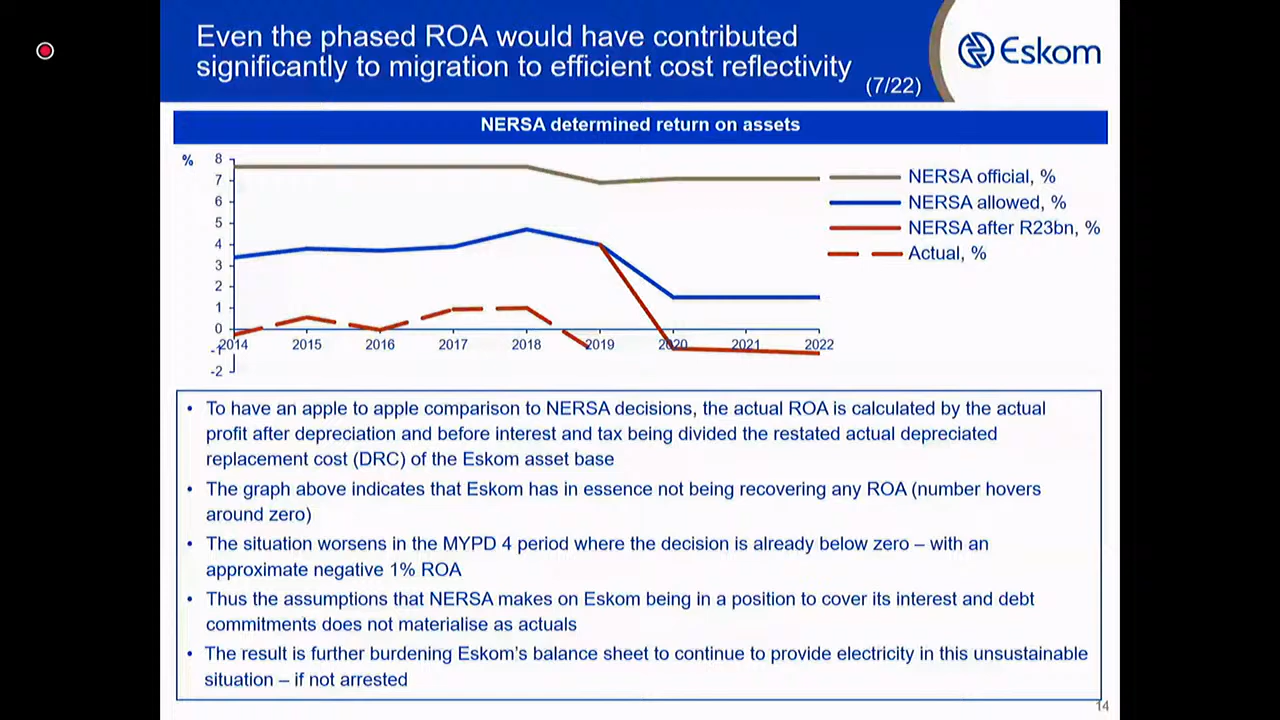 Even the phased ROA would have contributed
significantly to migration to efficient cost reflectivity
(7/22)
Eskom
NERSA determined return on assets
%
8
7
6
5
4
3
2
1
0
-1
-2
2014 2015 2016 2017 2018 2019 2020 2021 2022
NERSA official, %
NERSA allowed, %
NERSA after R23bn, %
Actual, %
• To have an apple to apple comparison to NERSA decisions, the actual ROA is calculated by the actual
profit after depreciation and before interest and tax being divided the restated actual depreciated
replacement cost (DRC) of the Eskom asset base
• The graph above indicates that Eskom has in essence not being recovering any ROA (number hovers
around zero)
• The situation worsens in the MYPD 4 period where the decision is already below zero – with an
approximate negative 1% ROA
• Thus the assumptions that NERSA makes on Eskom being in a position to cover its interest and debt
commitments does not materialise as actuals
• The result is further burdening Eskom's balance sheet to continue to provide electricity in this unsustainable
situation – if not arrested
14